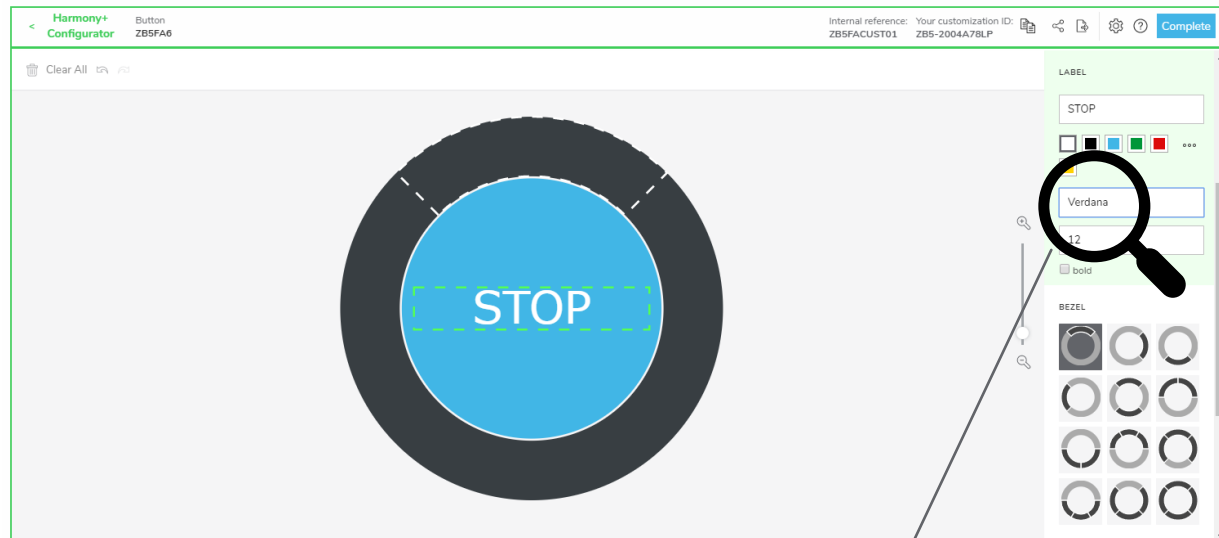 <
Harmony+
Configurator
Button
ZB5FA6
Internal reference:
ZB5FACUST01
Your customization ID:
ZB5-2004A78LP
Complete
Clear All
LABEL
STOP
STOP
Verdana
12
bold
BEZEL